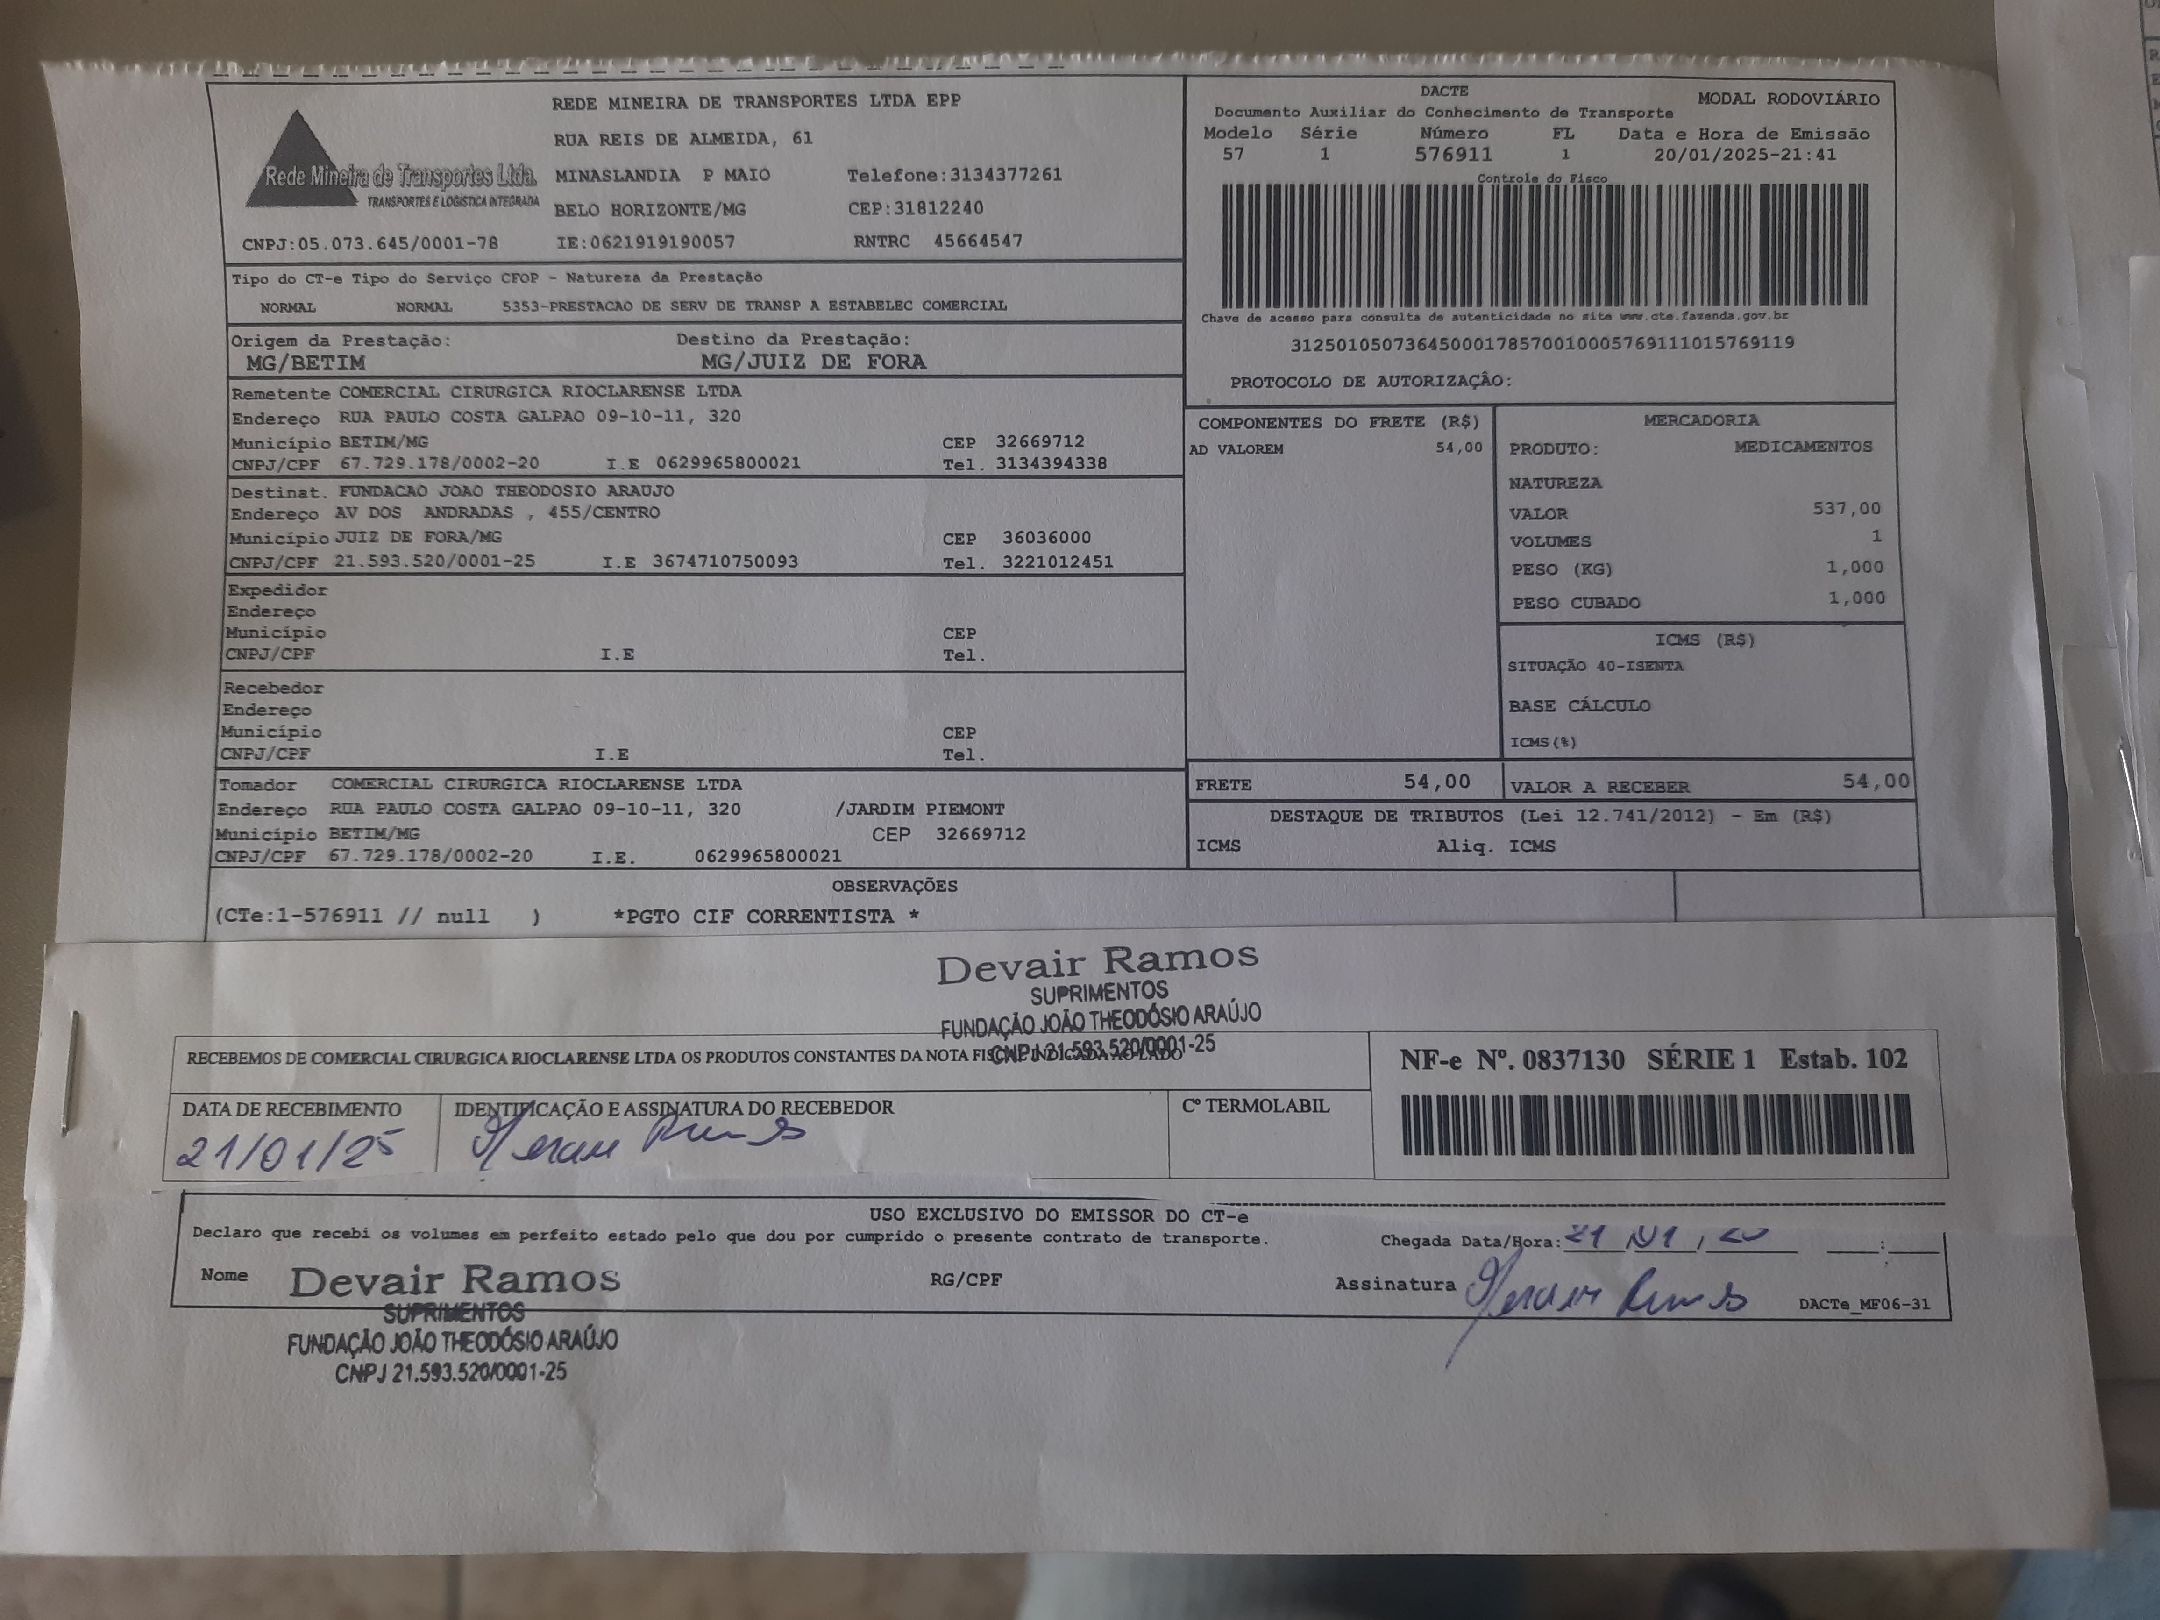 REDE MINEIRA DE TRANSPORTES LTDA EPP
RUA REIS DE ALMEIDA, 61
Rede Mineira de Transportes Ltda.
TRANSPORTES E LOGISTICA INTEGRADA
MINASLANDIA P MAIO Telefone:3134377261
BELO HORIZONTE/MG CEP:31812240
CNPJ:05.073.645/0001-78 IE:0621919190057 RNTRC 45664547
DACTE
MODAL RODOVIÁRIO
Documento Auxiliar do Conhecimento de Transporte
Modelo Série Número FL Data e Hora de Emissão
57 1 576911 1 20/01/2025-21:41
Controle do Fisco
Chave de acesso para consulta de autenticidade no site www.cte.fazenda.gov.br
31250105073645000178570010005769111015769119
PROTOCOLO DE AUTORIZAÇÂO:
Tipo do CT-e Tipo do Serviço CFOP - Natureza da Prestação
NORMAL NORMAL 5353-PRESTACAO DE SERV DE TRANSP A ESTABELEC COMERCIAL
Origem da Prestação: Destino da Prestação:
MG/BETIM MG/JUIZ DE FORA
Remetente COMERCIAL CIRURGICA RIOCLARENSE LTDA
Endereço RUA PAULO COSTA GALPAO 09-10-11, 320
Município BETIM/MG CEP 32669712
CNPJ/CPF 67.729.178/0002-20 I.E 0629965800021 Tel. 3134394338
Destinat. FUNDACAO JOAO THEODOSIO ARAUJO
Endereço AV DOS ANDRADAS , 455/CENTRO
Município JUIZ DE FORA/MG CEP 36036000
CNPJ/CPF 21.593.520/0001-25 I.E 3674710750093 Tel. 3221012451
Expedidor
Endereço
Município CEP
CNPJ/CPF I.E Tel.
Recebedor
Endereço
Município CEP
CNPJ/CPF I.E Tel.
Tomador COMERCIAL CIRURGICA RIOCLARENSE LTDA
Endereço RUA PAULO COSTA GALPAO 09-10-11, 320 /JARDIM PIEMONT
Município BETIM/MG CEP 32669712
CNPJ/CPF 67.729.178/0002-20 I.E. 0629965800021
COMPONENTES DO FRETE (R$)
AD VALOREM 54,00
MERCADORIA
PRODUTO: MEDICAMENTOS
NATUREZA
VALOR 537,00
VOLUMES 1
PESO (KG) 1,000
PESO CUBADO 1,000
ICMS (R$)
SITUAÇÃO 40-ISENTA
BASE CÁLCULO
ICMS(%)
FRETE 54,00 VALOR A RECEBER 54,00
DESTAQUE DE TRIBUTOS (Lei 12.741/2012) - Em (R$)
ICMS Aliq. ICMS
OBSERVAÇÕES
(CTe:1-576911 // null ) *PGTO CIF CORRENTISTA *
Devair Ramos
SUPRIMENTOS
FUNDAÇÃO JOÃO THEODÓSIO ARAÚJO
CNPJ 21.593.520/0001-25
RECEBEMOS DE COMERCIAL CIRURGICA RIOCLARENSE LTDA OS PRODUTOS CONSTANTES DA NOTA FISCAL INDICADA AO LADO
NF-e Nº. 0837130 SÉRIE 1 Estab. 102
DATA DE RECEBIMENTO IDENTIFICAÇÃO E ASSINATURA DO RECEBEDOR Cº TERMOLABIL
21/01/25
USO EXCLUSIVO DO EMISSOR DO CT-e
Declaro que recebi os volumes em perfeito estado pelo que dou por cumprido o presente contrato de transporte.
Chegada Data/Hora: :
Nome RG/CPF Assinatura
DACTe_MF06-31
Devair Ramos
SUPRIMENTOS
FUNDAÇÃO JOÃO THEODÓSIO ARAÚJO
CNPJ 21.593.520/0001-25